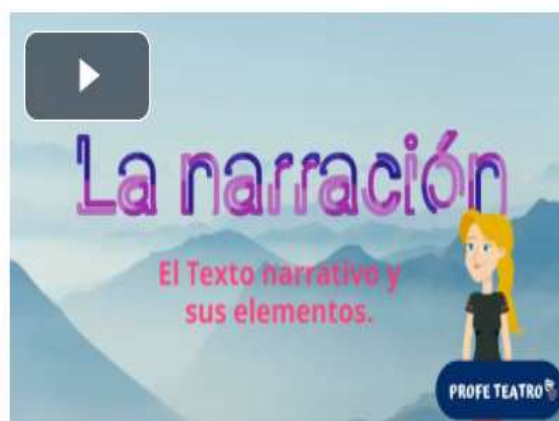 La narración
El Texto narrativo y
sus elementos.
PROFE TEATRO